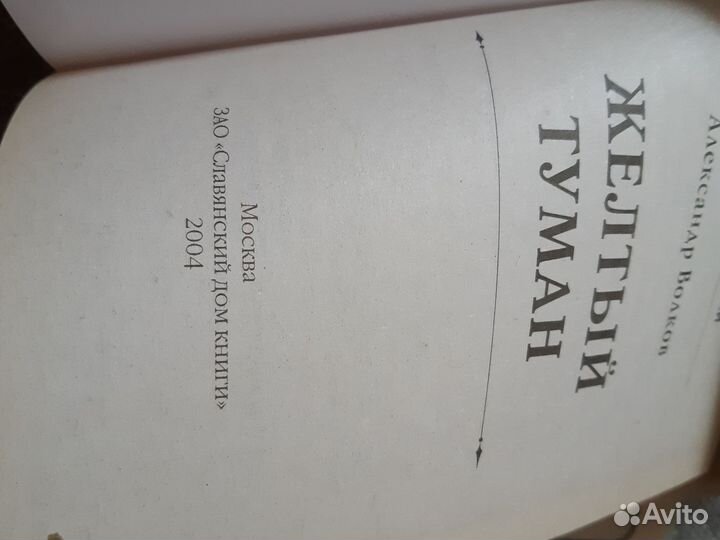 Александр Волков
ЖЕЛТЫЙ
ТУМАН
Москва
ЗАО «Славянский дом книги»
2004
Avito